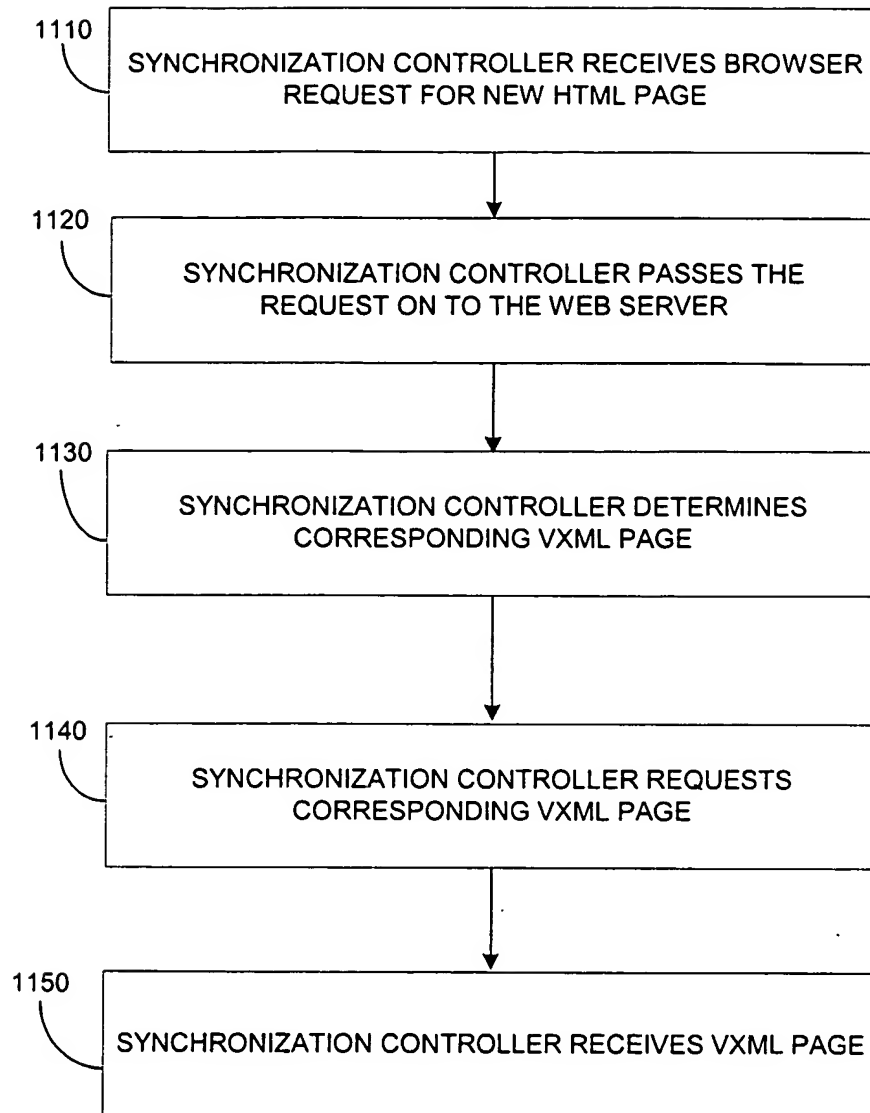 1110
SYNCHRONIZATION CONTROLLER RECEIVES BROWSER
REQUEST FOR NEW HTML PAGE
1120
SYNCHRONIZATION CONTROLLER PASSES THE
REQUEST ON TO THE WEB SERVER
1130
SYNCHRONIZATION CONTROLLER DETERMINES
CORRESPONDING VXML PAGE
1140
SYNCHRONIZATION CONTROLLER REQUESTS
CORRESPONDING VXML PAGE
1150
SYNCHRONIZATION CONTROLLER RECEIVES VXML PAGE